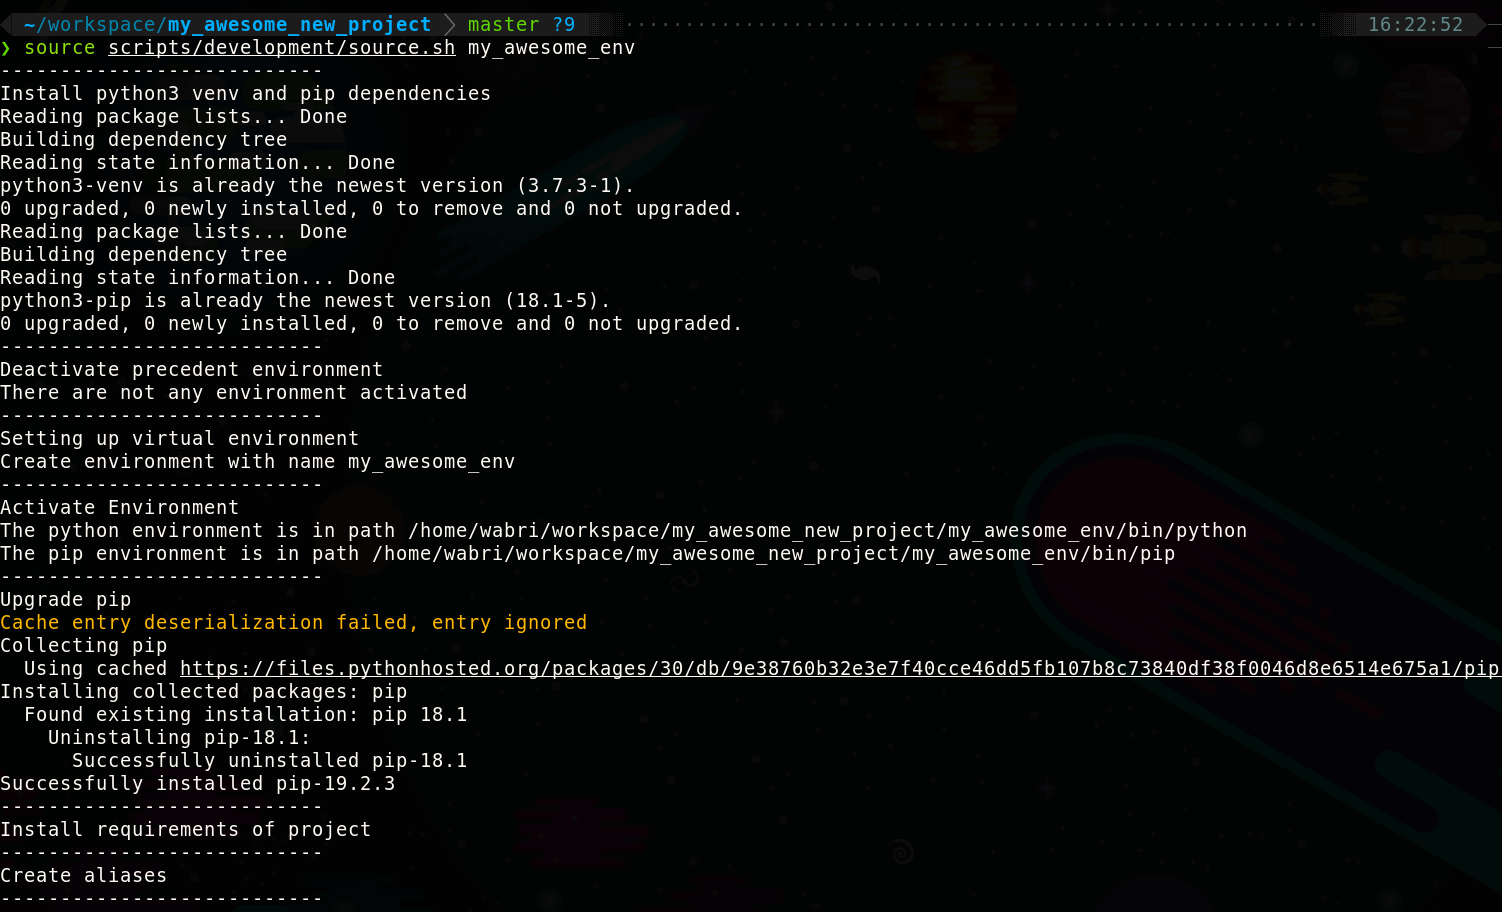 ~/workspace/my_awesome_new_project master ?9 16:22:52
❯ source scripts/development/source.sh my_awesome_env
---------------------------
Install python3 venv and pip dependencies
Reading package lists... Done
Building dependency tree
Reading state information... Done
python3-venv is already the newest version (3.7.3-1).
0 upgraded, 0 newly installed, 0 to remove and 0 not upgraded.
Reading package lists... Done
Building dependency tree
Reading state information... Done
python3-pip is already the newest version (18.1-5).
0 upgraded, 0 newly installed, 0 to remove and 0 not upgraded.
---------------------------
Deactivate precedent environment
There are not any environment activated
---------------------------
Setting up virtual environment
Create environment with name my_awesome_env
---------------------------
Activate Environment
The python environment is in path /home/wabri/workspace/my_awesome_new_project/my_awesome_env/bin/python
The pip environment is in path /home/wabri/workspace/my_awesome_new_project/my_awesome_env/bin/pip
---------------------------
Upgrade pip
Cache entry deserialization failed, entry ignored
Collecting pip
  Using cached https://files.pythonhosted.org/packages/30/db/9e38760b32e3e7f40cce46dd5fb107b8c73840df38f0046d8e6514e675a1/pip
Installing collected packages: pip
  Found existing installation: pip 18.1
    Uninstalling pip-18.1:
      Successfully uninstalled pip-18.1
Successfully installed pip-19.2.3
---------------------------
Install requirements of project
---------------------------
Create aliases
---------------------------